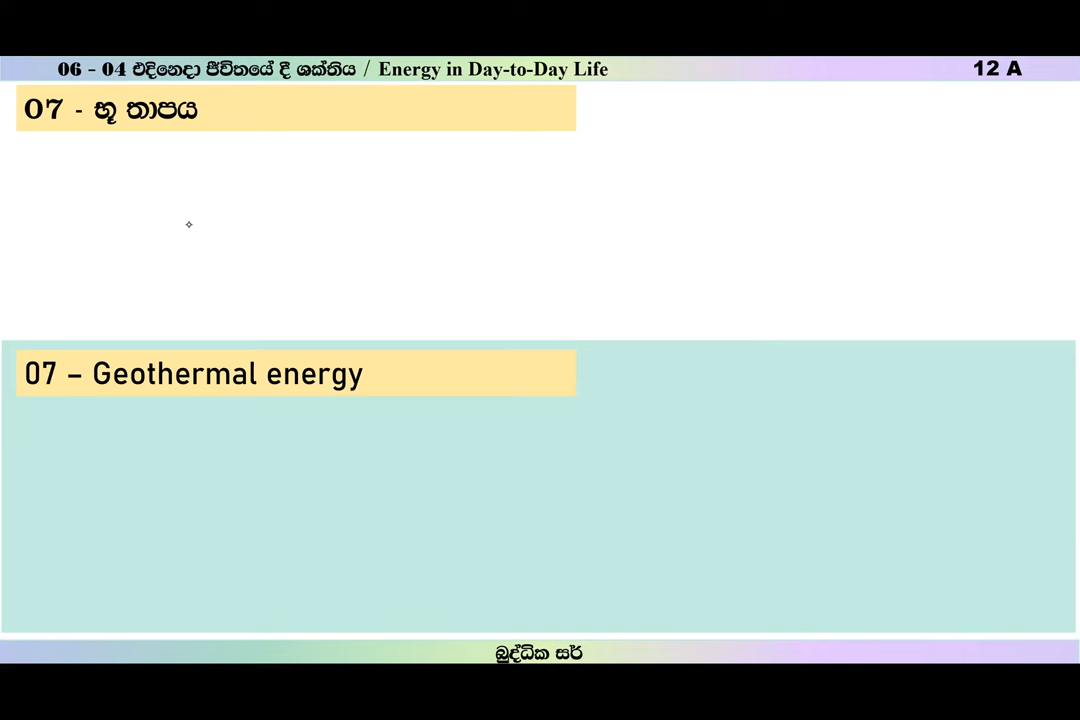 06 - 04 එදිනෙදා ජීවිතයේ දී ශක්තිය / Energy in Day-to-Day Life 12 A
07 - භූ තාපය
07 – Geothermal energy
බුද්ධික සර්